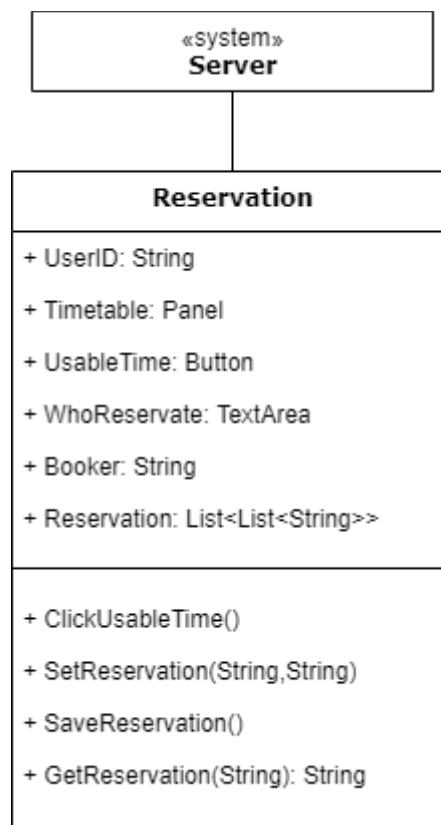 «system»
Server
Reservation
+ UserID: String
+ Timetable: Panel
+ UsableTime: Button
+ WhoReservate: TextArea
+ Booker: String
+ Reservation: List<List<String>>
+ ClickUsableTime()
+ SetReservation(String,String)
+ SaveReservation()
+ GetReservation(String): String